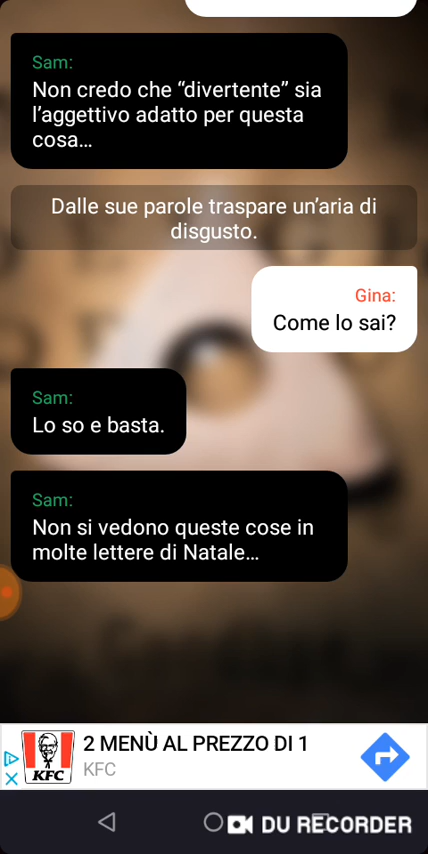 Sam:
Non credo che “divertente” sia
l’aggettivo adatto per questa
cosa...
Dalle sue parole traspare un’aria di
disgusto.
Gina:
Come lo sai?
Sam:
Lo so e basta.
Sam:
Non si vedono queste cose in
molte lettere di Natale...
2 MENÙ AL PREZZO DI 1
KFC
KFC
DU RECORDER